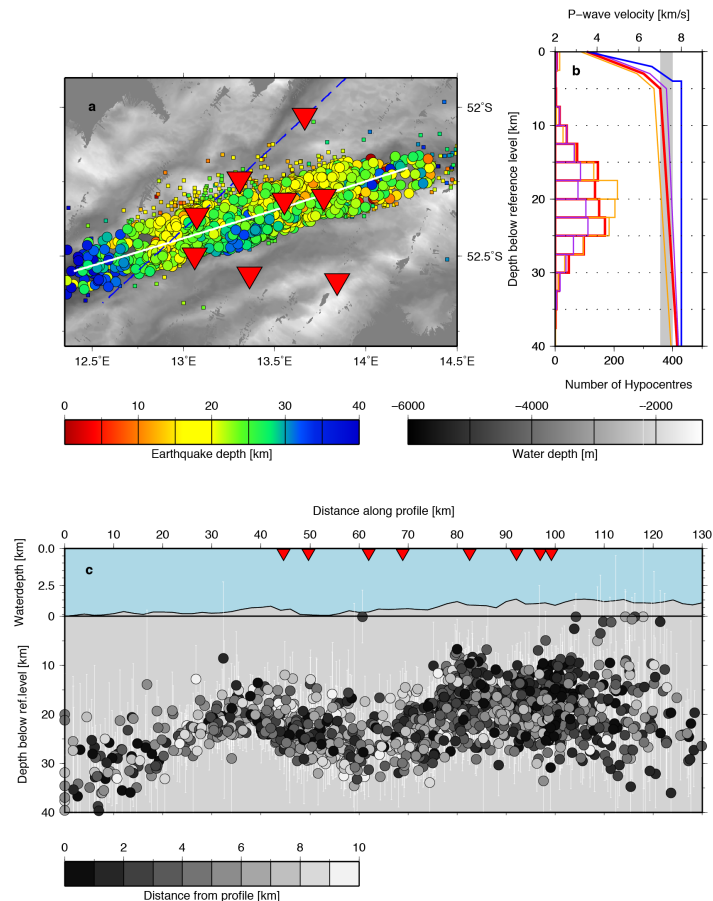 P−wave velocity [km/s]
2 4 6 8
a
52˚S
52.5˚S
12.5˚E 13˚E 13.5˚E 14˚E 14.5˚E
b
0
10
20
30
40
Depth below reference level [km]
0 200 400
Number of Hypocentres
0 10 20 30 40
Earthquake depth [km]
−6000 −4000 −2000
Water depth [m]
Distance along profile [km]
0 10 20 30 40 50 60 70 80 90 100 110 120 130
c
0.0
2.5
Waterdepth [km]
0
10
20
30
40
Depth below ref.level [km]
0 2 4 6 8 10
Distance from profile [km]